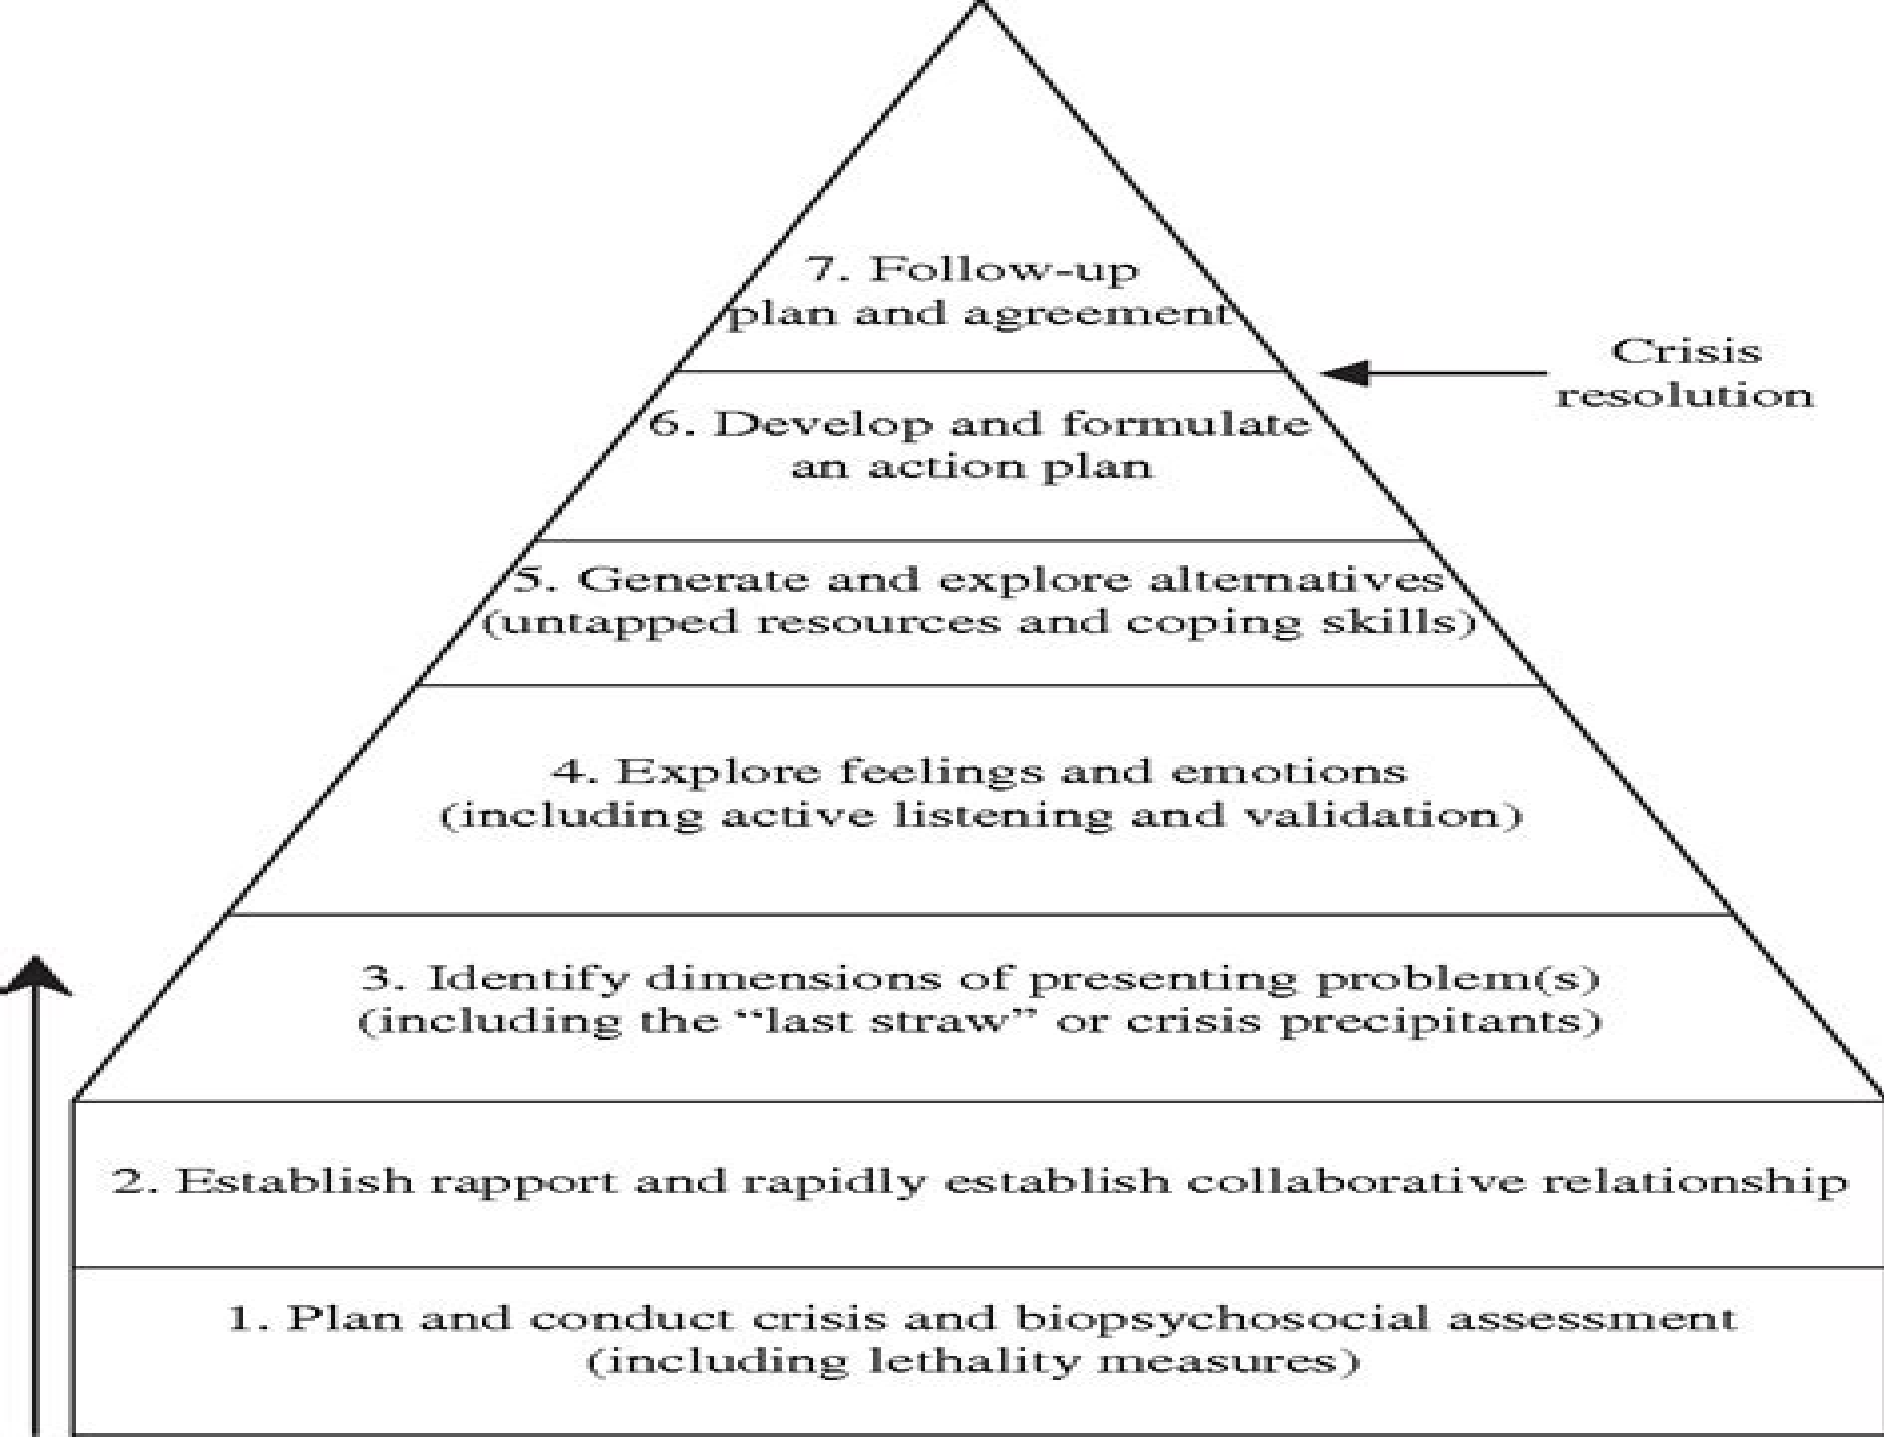 7. Follow-up
plan and agreement
Crisis
resolution
6. Develop and formulate
an action plan
5. Generate and explore alternatives
(untapped resources and coping skills)
4. Explore feelings and emotions
(including active listening and validation)
3. Identify dimensions of presenting problem(s)
(including the “last straw” or crisis precipitants)
2. Establish rapport and rapidly establish collaborative relationship
1. Plan and conduct crisis and biopsychosocial assessment
(including lethality measures)